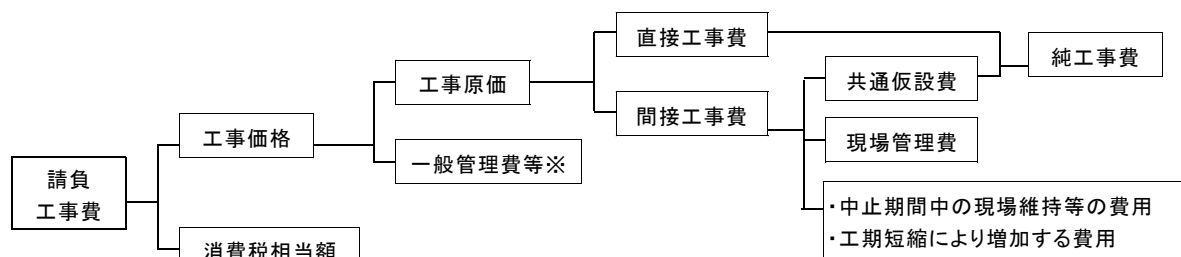 直接工事費
純工事費
工事原価
共通仮設費
間接工事費
工事価格
現場管理費
一般管理費等※
請負
工事費
・中止期間中の現場維持等の費用
・工期短縮により増加する費用
消費税相当額